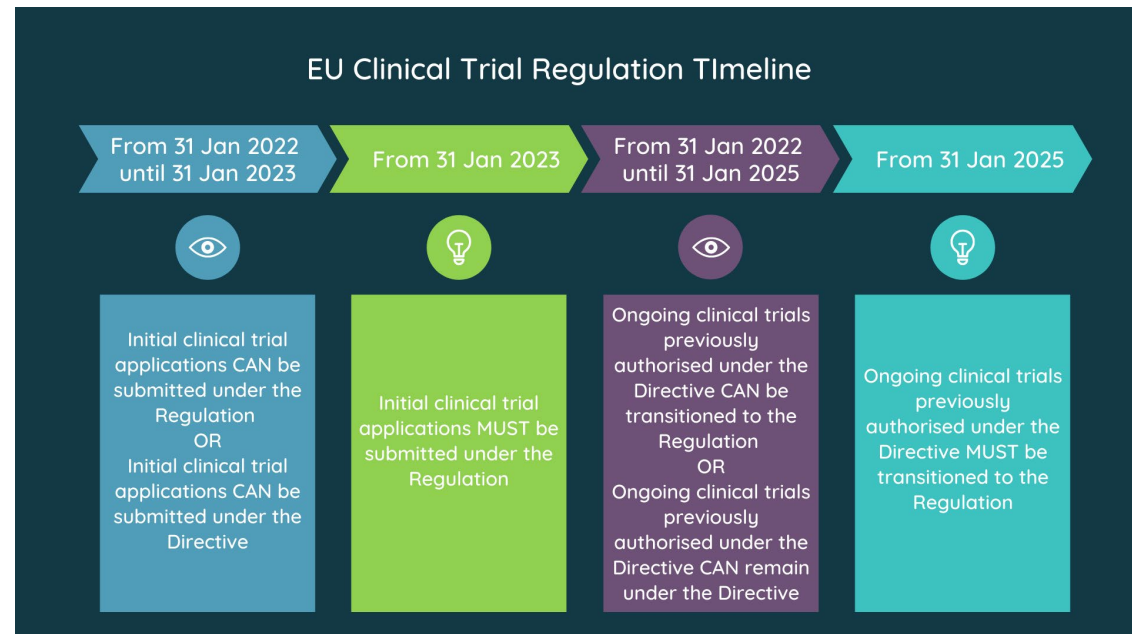 EU Clinical Trial Regulation TImeline
From 31 Jan 2022
until 31 Jan 2023
From 31 Jan 2023
From 31 Jan 2022
until 31 Jan 2025
From 31 Jan 2025
Initial clinical trial
applications CAN be
submitted under the
Regulation
OR
Initial clinical trial
applications CAN be
submitted under the
Directive
Initial clinical trial
applications MUST be
submitted under the
Regulation
Ongoing clinical trials
previously
authorised under the
Directive CAN be
transitioned to the
Regulation
OR
Ongoing clinical trials
previously
authorised under the
Directive CAN remain
under the Directive
Ongoing clinical trials
previously
authorised under the
Directive MUST be
transitioned to the
Regulation